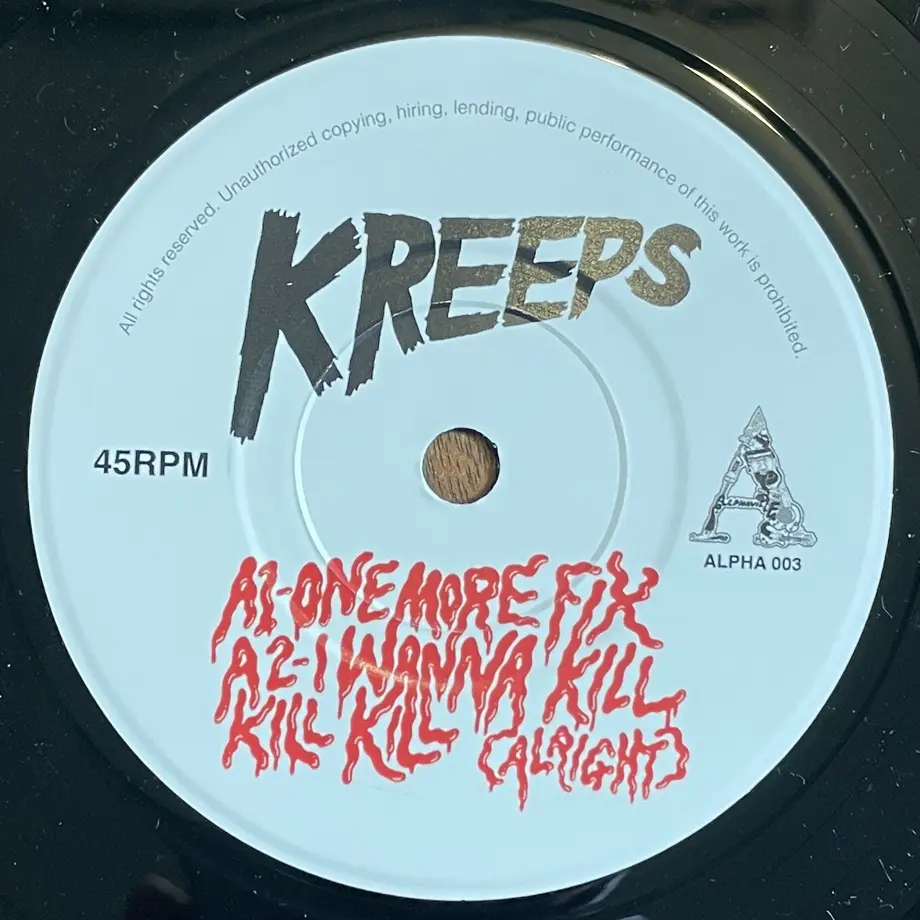 All rights reserved. Unauthorized copying, hiring, lending, public performance of this work is prohibited.
KREEPS
45RPM
ALPHA 003
A1-ONE MORE FIX
A2-I WANNA KILL
KILL KILL (ALRIGHT)